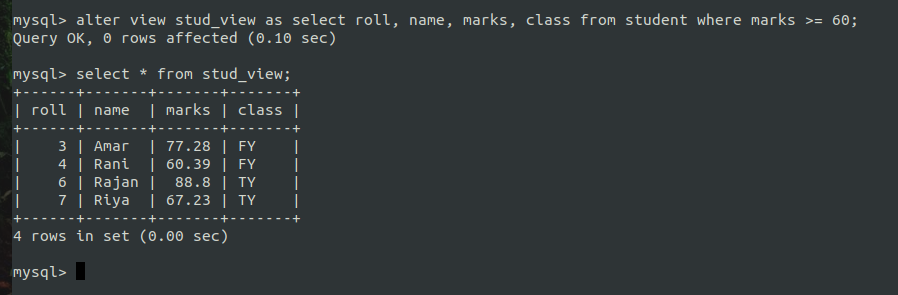 mysql> alter view stud_view as select roll, name, marks, class from student where marks >= 60;
Query OK, 0 rows affected (0.10 sec)
mysql> select * from stud_view;
+------+-------+-------+-------+
| roll | name  | marks | class |
+------+-------+-------+-------+
|    3 | Amar  | 77.28 | FY    |
|    4 | Rani  | 60.39 | FY    |
|    6 | Rajan |  88.8 | TY    |
|    7 | Riya  | 67.23 | TY    |
+------+-------+-------+-------+
4 rows in set (0.00 sec)
mysql>